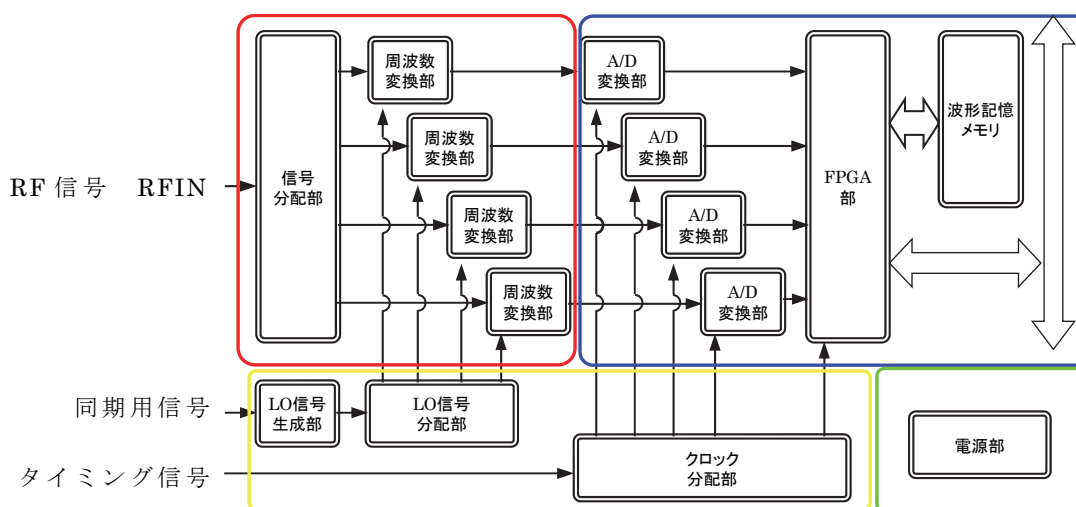 周波数
変換部
A/D
変換部
波形記憶
メモリ
周波数
変換部
A/D
変換部
RF 信号 RFIN
信号
分配部
FPGA
部
周波数
変換部
A/D
変換部
周波数
変換部
A/D
変換部
同期用信号
LO信号
生成部
LO信号
分配部
電源部
タイミング信号
クロック
分配部